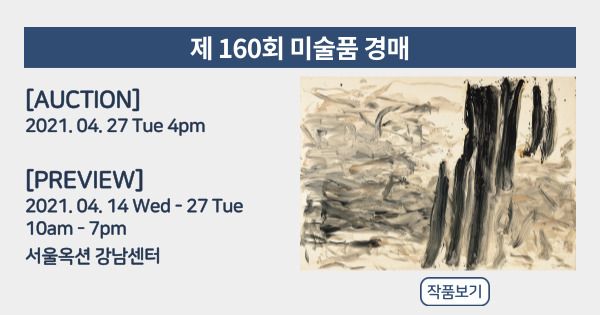 제 160회 미술품 경매
[AUCTION]
2021. 04. 27 Tue 4pm
[PREVIEW]
2021. 04. 14 Wed - 27 Tue
10am - 7pm
서울옥션 강남센터
작품보기